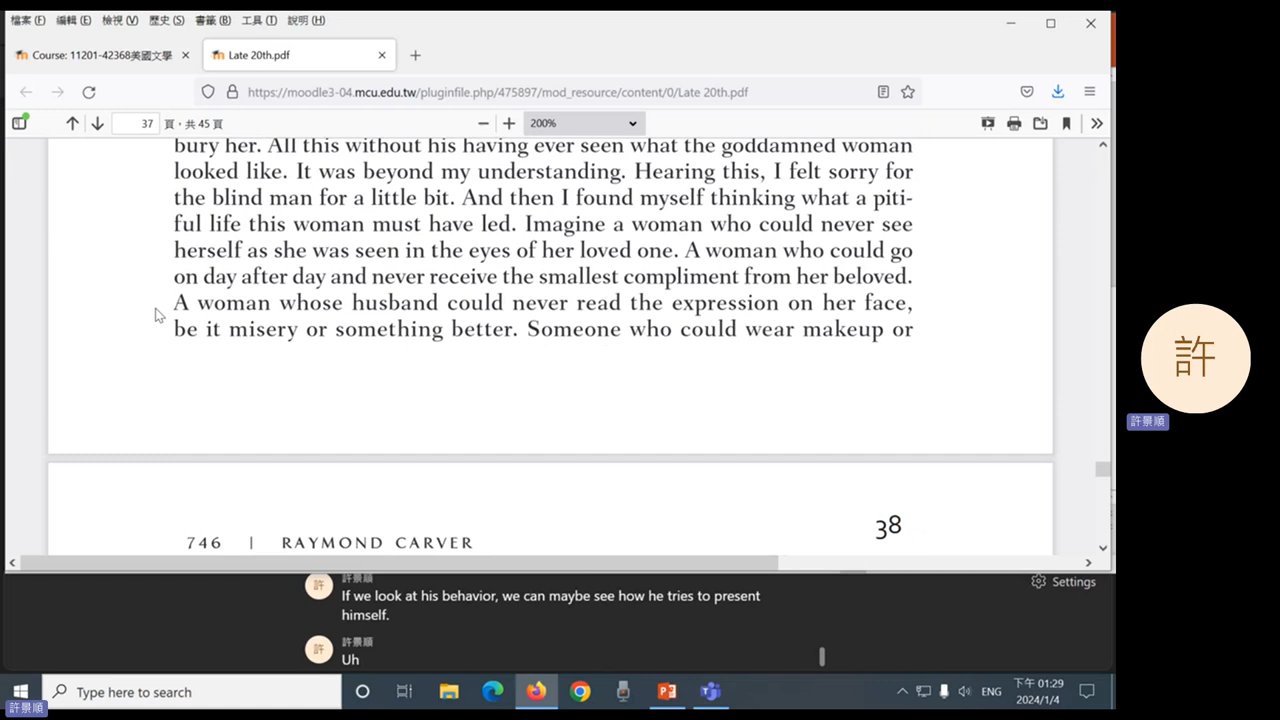 檔案(F) 編輯(E) 檢視(V) 歷史(S) 書籤(B) 工具(T) 說明(H)
Course: 11201-42368美國文學
Late 20th.pdf
https://moodle3-04.mcu.edu.tw/pluginfile.php/475897/mod_resource/content/0/Late 20th.pdf
37 頁，共 45 頁
200%
bury her. All this without his having ever seen what the goddamned woman
looked like. It was beyond my understanding. Hearing this, I felt sorry for
the blind man for a little bit. And then I found myself thinking what a piti-
ful life this woman must have led. Imagine a woman who could never see
herself as she was seen in the eyes of her loved one. A woman who could go
on day after day and never receive the smallest compliment from her beloved.
A woman whose husband could never read the expression on her face,
be it misery or something better. Someone who could wear makeup or
38
746 | RAYMOND CARVER
許
許景順
許
許景順
If we look at his behavior, we can maybe see how he tries to present
himself.
許
許景順
Uh
Settings
Type here to search
ENG
下午 01:29
2024/1/4
許景順